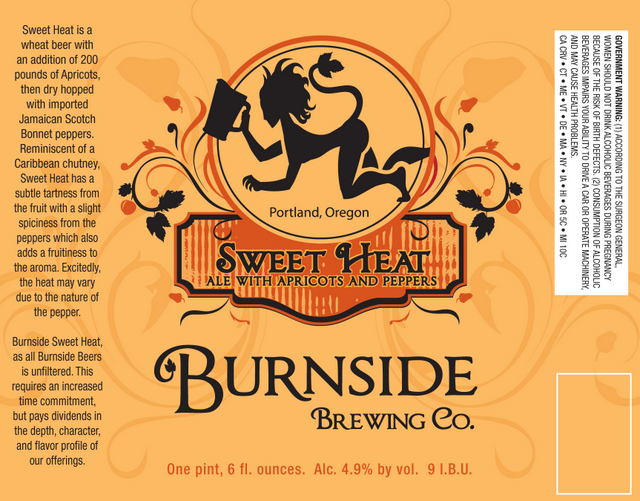 Sweet Heat is a
wheat beer with
an addition of 200
pounds of Apricots,
then dry hopped
with imported
Jamaican Scotch
Bonnet peppers.
Reminiscent of a
Caribbean chutney,
Sweet Heat has a
subtle tartness from
the fruit with a slight
spiciness from the
peppers which also
adds a fruitiness to
the aroma. Excitedly,
the heat may vary
due to the nature of
the pepper.
Burnside Sweet Heat,
as all Burnside Beers
is unfiltered. This
requires an increased
time commitment,
but pays dividends in
the depth, character,
and flavor profile of
our offerings.
Portland, Oregon
SWEET HEAT
ALE WITH APRICOTS AND PEPPERS
BURNSIDE
BREWING CO.
One pint, 6 fl. ounces. Alc. 4.9% by vol. 9 I.B.U.
GOVERNMENT WARNING: (1) ACCORDING TO THE SURGEON GENERAL,
WOMEN SHOULD NOT DRINK ALCOHOLIC BEVERAGES DURING PREGNANCY
BECAUSE OF THE RISK OF BIRTH DEFECTS. (2) CONSUMPTION OF ALCOHOLIC
BEVERAGES IMPAIRS YOUR ABILITY TO DRIVE A CAR OR OPERATE MACHINERY,
AND MAY CAUSE HEALTH PROBLEMS.
CA CRV • CT • ME • VT • DE • MA • NY • IA • HI • OR 5C • MI 10C